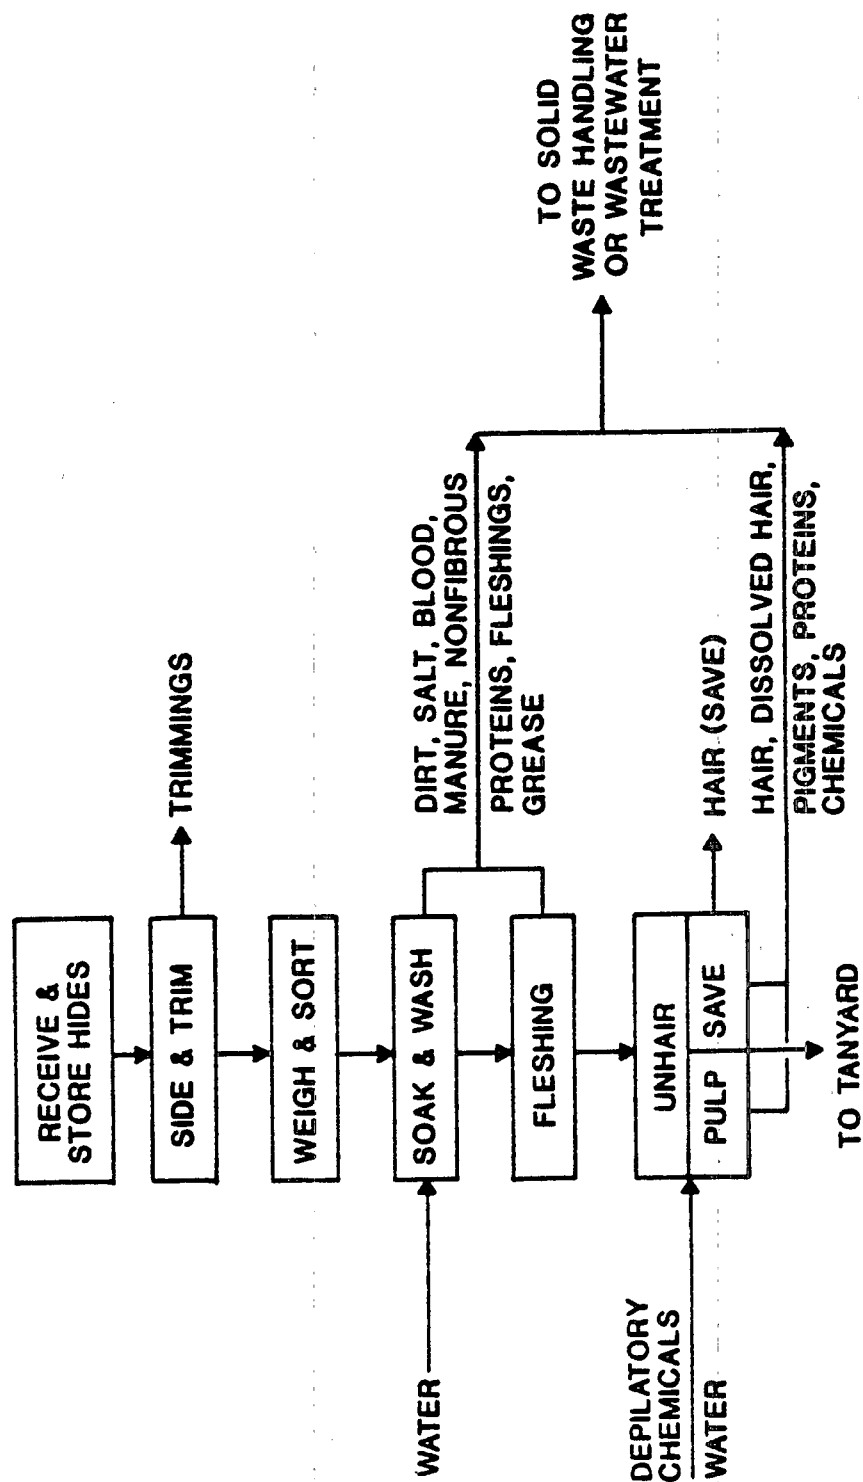 RECEIVE &
STORE HIDES
SIDE & TRIM
TRIMMINGS
WEIGH & SORT
WATER
SOAK & WASH
DIRT, SALT, BLOOD,
MANURE, NONFIBROUS
PROTEINS, FLESHINGS,
GREASE
FLESHING
TO SOLID
WASTE HANDLING
OR WASTEWATER
TREATMENT
DEPILATORY
CHEMICALS
WATER
UNHAIR
PULP
SAVE
HAIR (SAVE)
HAIR, DISSOLVED HAIR,
PIGMENTS, PROTEINS,
CHEMICALS
TO TANYARD